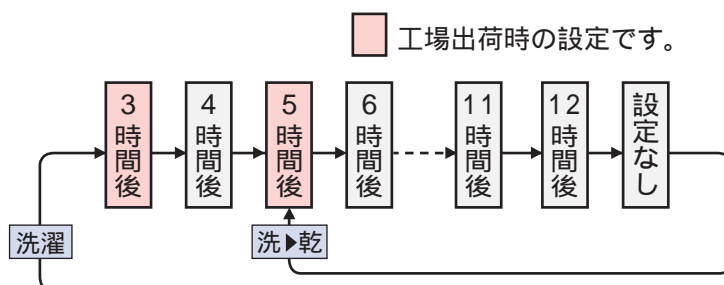 工場出荷時の設定です。
3時間後
4時間後
5時間後
6時間後
11時間後
12時間後
設定なし
洗濯
洗▶乾